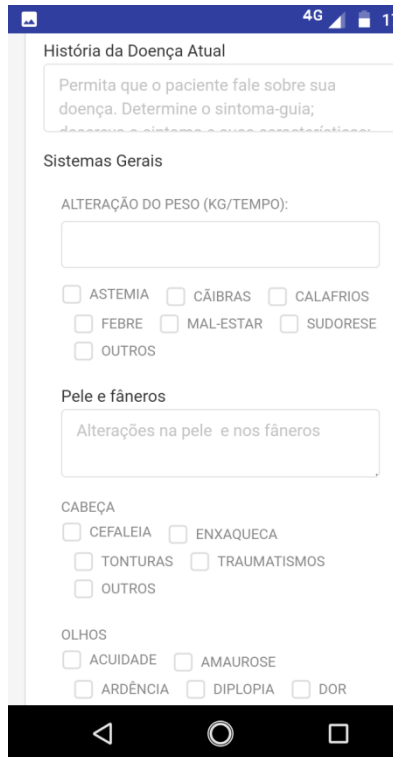 4G
História da Doença Atual
Permita que o paciente fale sobre sua
doença. Determine o sintoma-guia;
Sistemas Gerais
ALTERAÇÃO DO PESO (KG/TEMPO):
ASTEMIA CÃIBRAS CALAFRIOS
FEBRE MAL-ESTAR SUDORESE
OUTROS
Pele e fâneros
Alterações na pele e nos fâneros
CABEÇA
CEFALEIA ENXAQUECA
TONTURAS TRAUMATISMOS
OUTROS
OLHOS
ACUIDADE AMAUROSE
ARDÊNCIA DIPLOPIA DOR